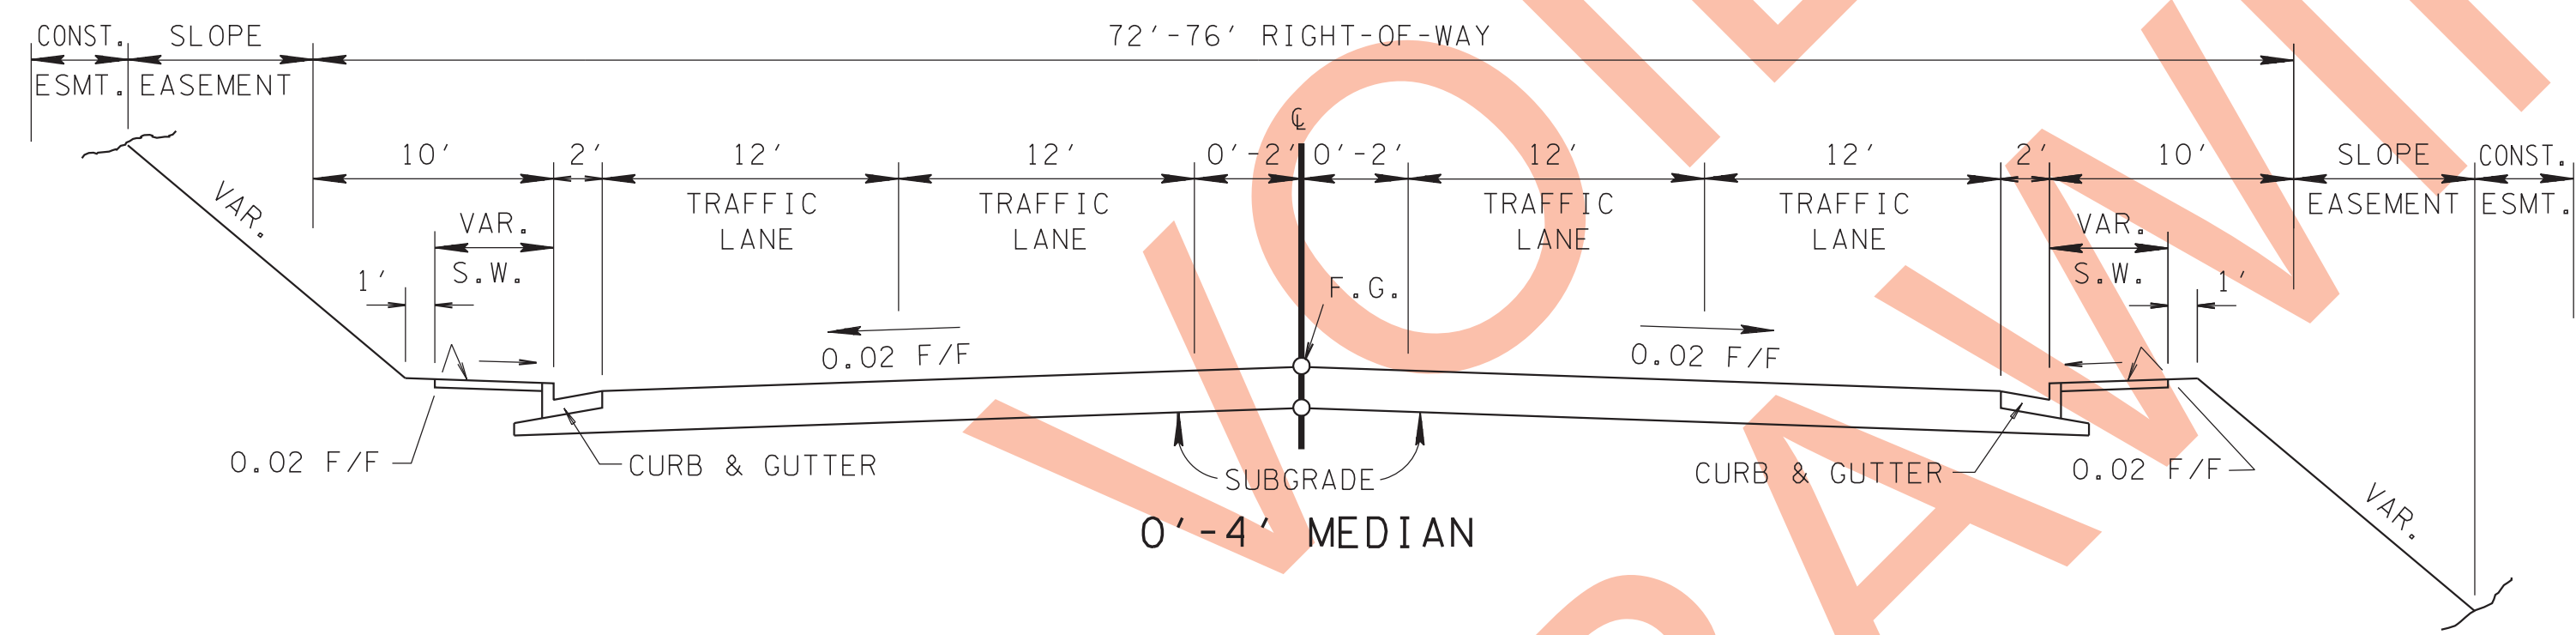 CONST. SLOPE 72'-76' RIGHT-OF-WAY
ESMT. EASEMENT
℄
10' 2' 12' 12' 0'-2' 0'-2' 12' 12' 2' 10' SLOPE CONST.
TRAFFIC TRAFFIC TRAFFIC TRAFFIC EASEMENT ESMT.
LANE LANE LANE LANE
VAR. VAR. VAR.
S.W. S.W.
1' F.G. 1'
0.02 F/F 0.02 F/F
0.02 F/F CURB & GUTTER SUBGRADE CURB & GUTTER 0.02 F/F
VAR.
0'-4' MEDIAN
VOID